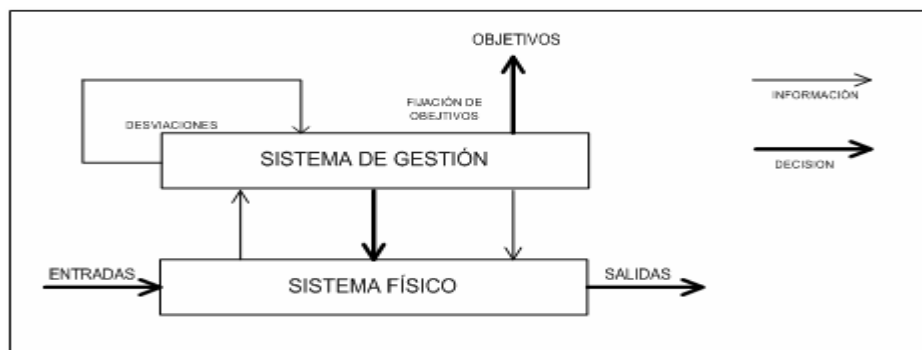 OBJETIVOS
INFORMACIÓN
FIJACIÓN DE
OBEJTIVOS
DESVIACIONES
SISTEMA DE GESTIÓN
DECISION
ENTRADAS
SISTEMA FÍSICO
SALIDAS